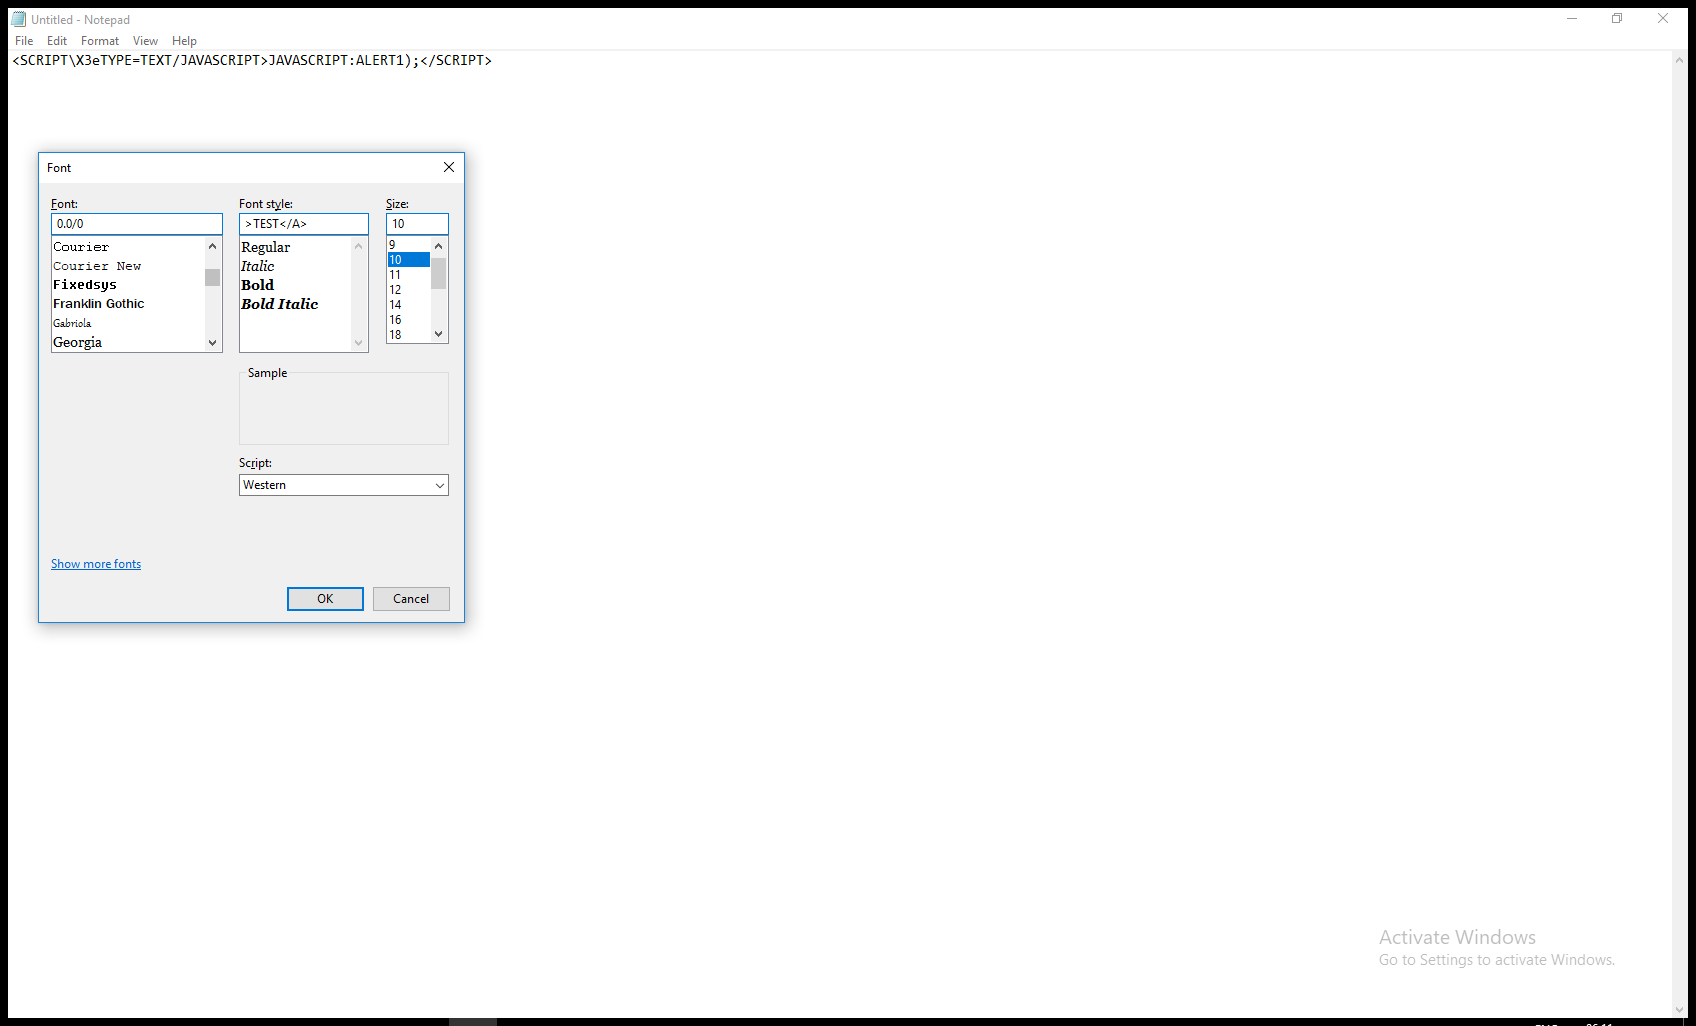 Untitled - Notepad
File Edit Format View Help
<SCRIPT\X3eTYPE=TEXT/JAVASCRIPT>JAVASCRIPT:ALERT1);</SCRIPT>
Font
Font: Font style: Size:
0.0/0 >TEST</A> 10
Courier Regular 9
Courier New Italic 10
Fixedsys Bold 11
Franklin Gothic Bold Italic 12
Gabriola 14
Georgia 16
18
Sample
Script:
Western
Show more fonts
OK Cancel
Activate Windows
Go to Settings to activate Windows.